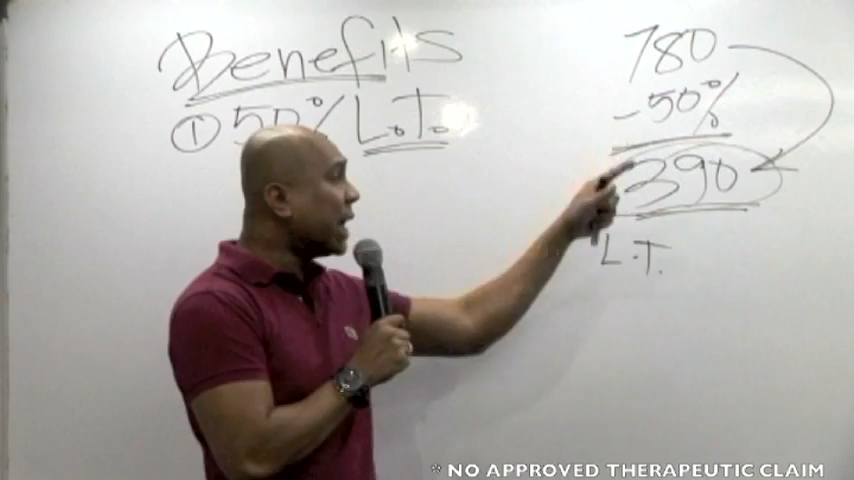 Benefits
① 50% L.T.
780
- 50%
390
L.T.
* NO APPROVED THERAPEUTIC CLAIM